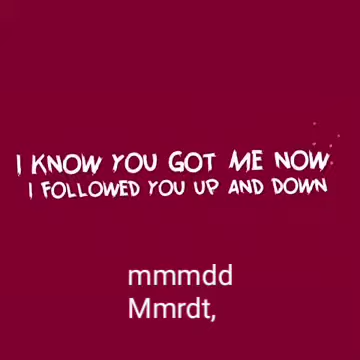 I KNOW YOU GOT ME NOW
I FOLLOWED YOU UP AND DOWN
mmmdd
Mmrdt,